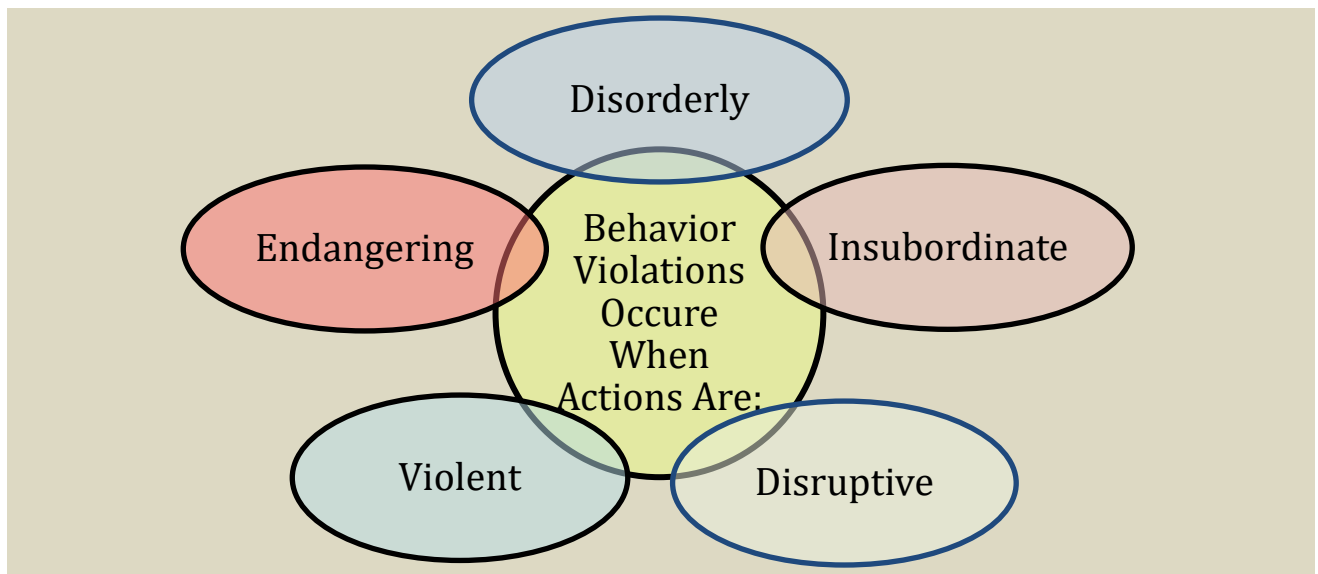 Disorderly
Endangering
Behavior
Violations
Occure
When
Actions Are:
Insubordinate
Violent
Disruptive